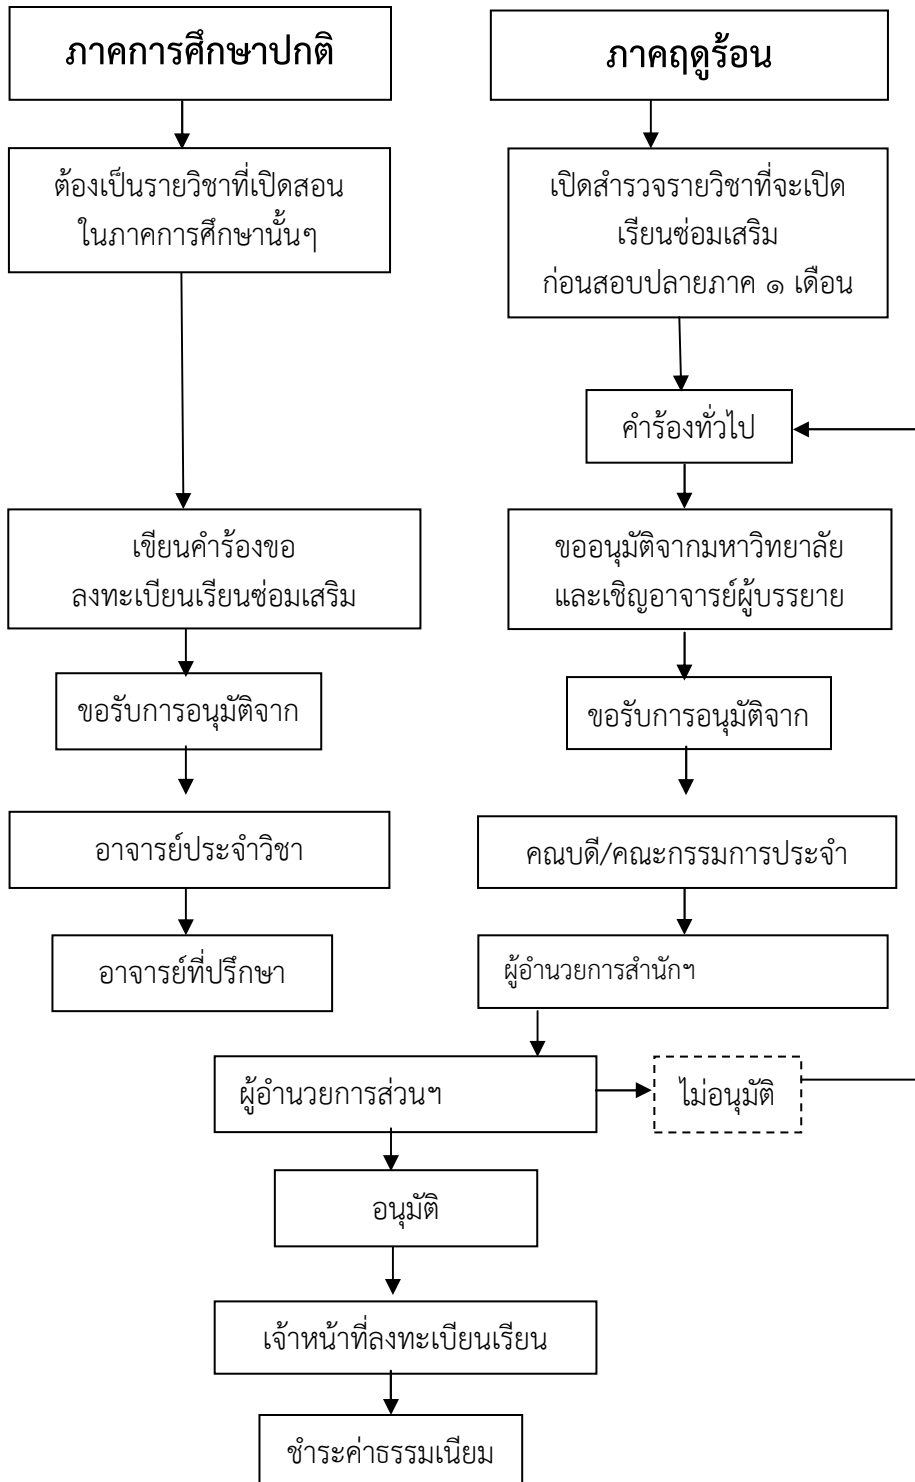 ภาคการศึกษาปกติ
ต้องเป็นรายวิชาที่เปิดสอน
ในภาคการศึกษานั้นๆ
เขียนคำร้องขอ
ลงทะเบียนเรียนซ่อมเสริม
ขอรับการอนุมัติจาก
อาจารย์ประจำวิชา
อาจารย์ที่ปรึกษา
ภาคฤดูร้อน
เปิดสำรวจรายวิชาที่จะเปิด
เรียนซ่อมเสริม
ก่อนสอบปลายภาค ๑ เดือน
คำร้องทั่วไป
ขออนุมัติจากมหาวิทยาลัย
และเชิญอาจารย์ผู้บรรยาย
ขอรับการอนุมัติจาก
คณบดี/คณะกรรมการประจำ
ผู้อำนวยการสำนักฯ
ผู้อำนวยการส่วนฯ
ไม่อนุมัติ
อนุมัติ
เจ้าหน้าที่ลงทะเบียนเรียน
ชำระค่าธรรมเนียม